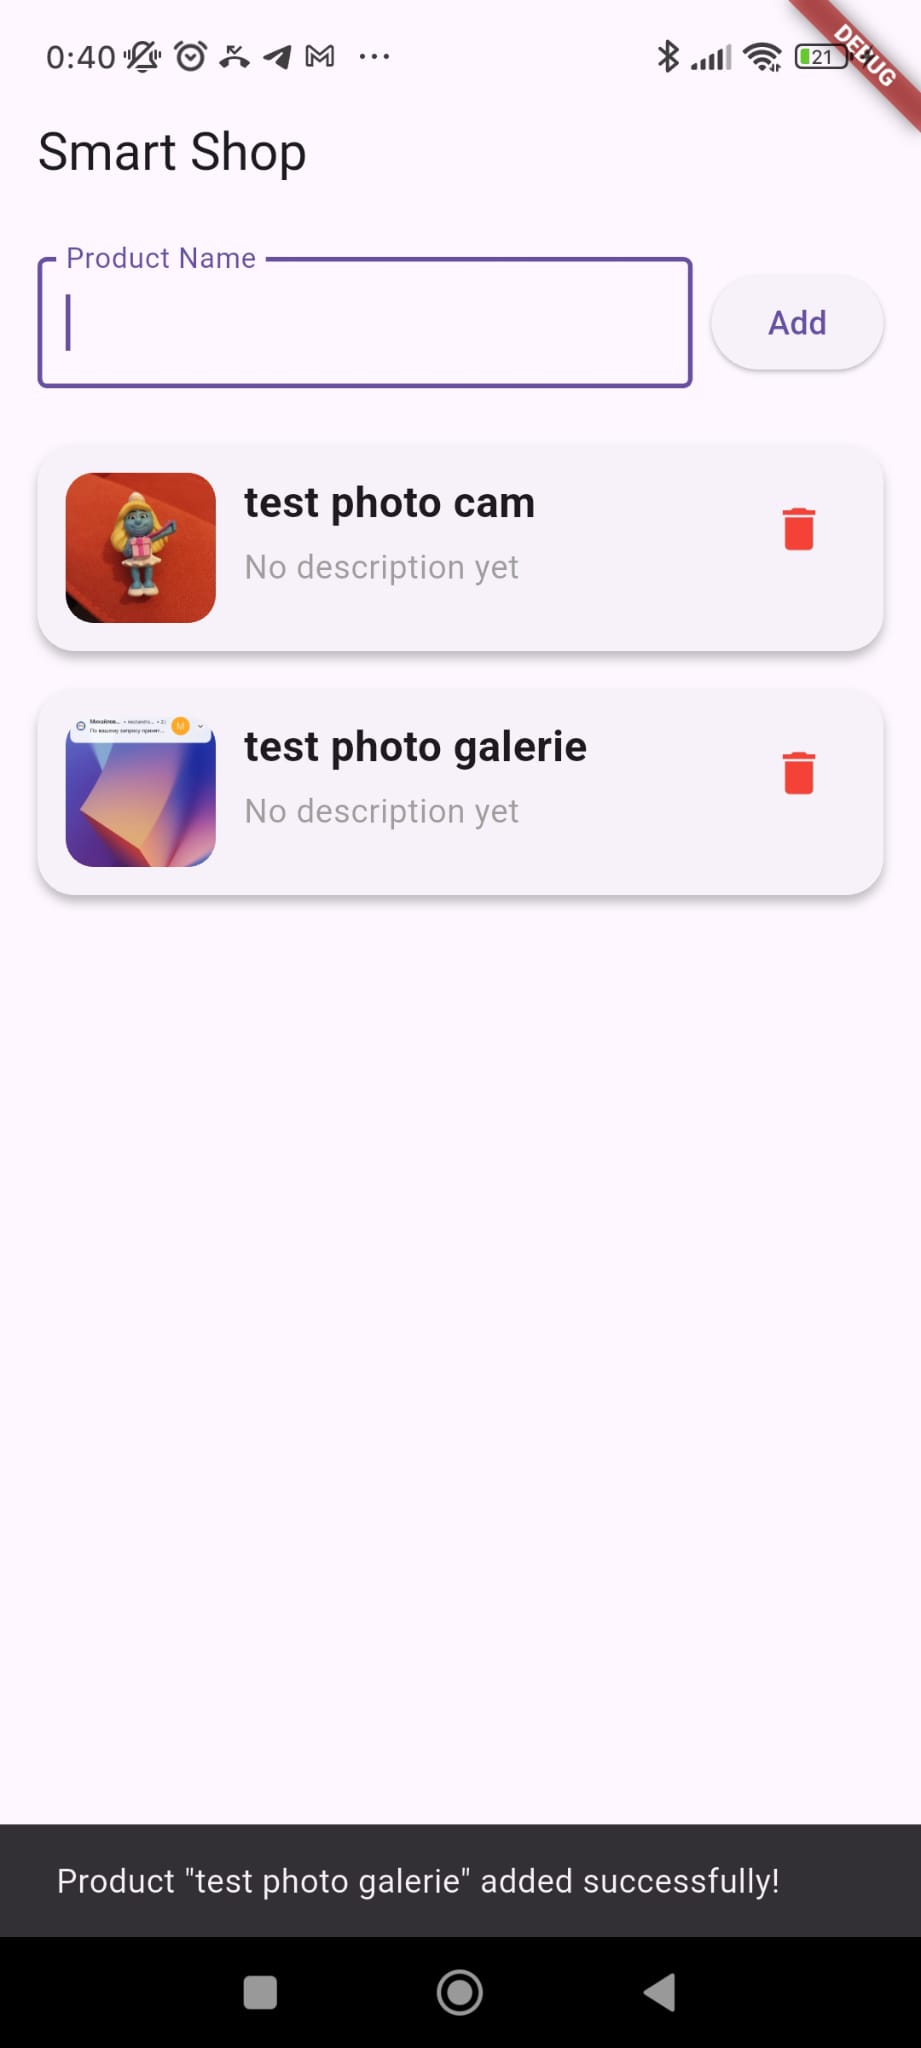 0:40
21
DEBUG
Smart Shop
Product Name
Add
test photo cam
No description yet
test photo galerie
No description yet
Product "test photo galerie" added successfully!